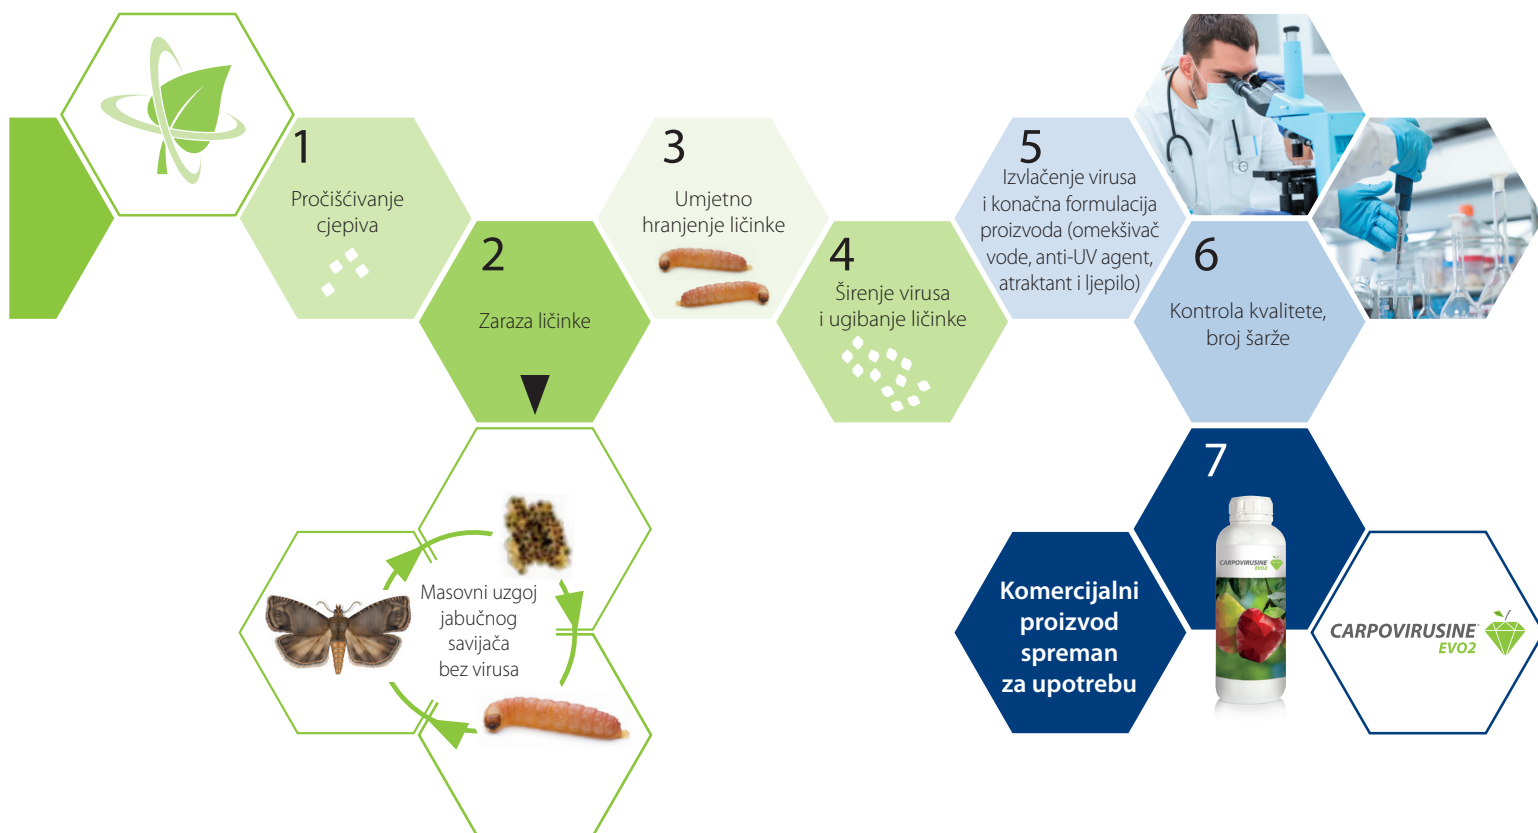 1
Pročišćivanje
cjepiva
2
Zaraza ličinke
3
Umjetno
hranjenje ličinke
4
Širenje virusa
i ugibanje ličinke
5
Izvlačenje virusa
i konačna formulacija
proizvoda (omekšivač
vode, anti-UV agent,
atraktant i ljepilo)
6
Kontrola kvalitete,
broj šarže
Masovni uzgoj
jabučnog
savijača
bez virusa
7
CARPOVIRUSINE
EVO2
Komercijalni
proizvod
spreman
za upotrebu
CARPOVIRUSINE
EVO2